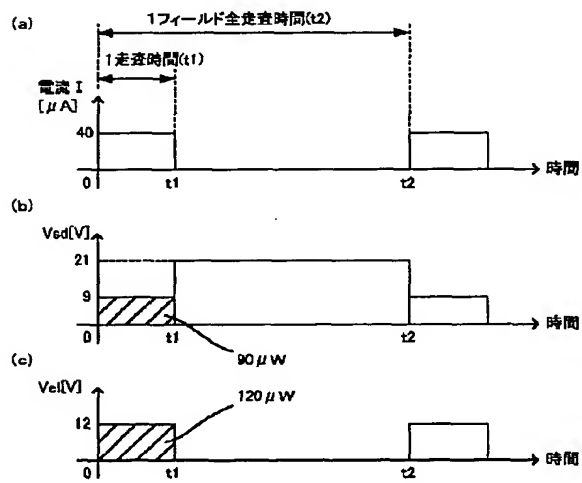 (a)
1フィールド全走査時間(t2)
1走査時間(t1)
電流 I
[μA]
40
0
t1
t2
時間
(b)
Vsd[V]
21
9
0
t1
t2
時間
90μW
(c)
Vel[V]
120μW
12
0
t1
t2
時間